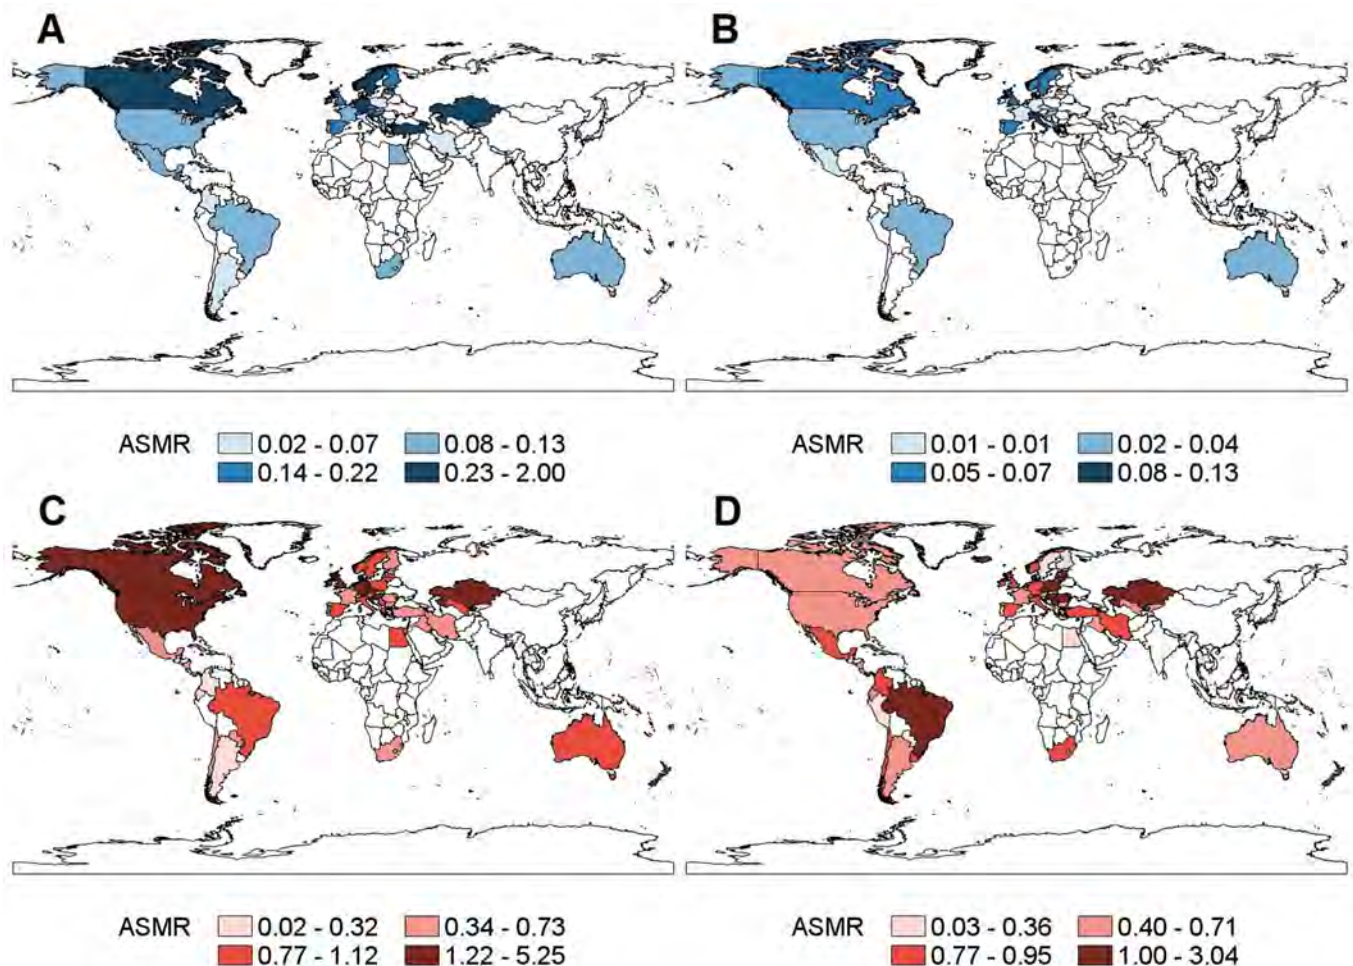 A
B
ASMR 0.02 - 0.07 0.08 - 0.13
0.14 - 0.22 0.23 - 2.00
ASMR 0.01 - 0.01 0.02 - 0.04
0.05 - 0.07 0.08 - 0.13
C
D
ASMR 0.02 - 0.32 0.34 - 0.73
0.77 - 1.12 1.22 - 5.25
ASMR 0.03 - 0.36 0.40 - 0.71
0.77 - 0.95 1.00 - 3.04